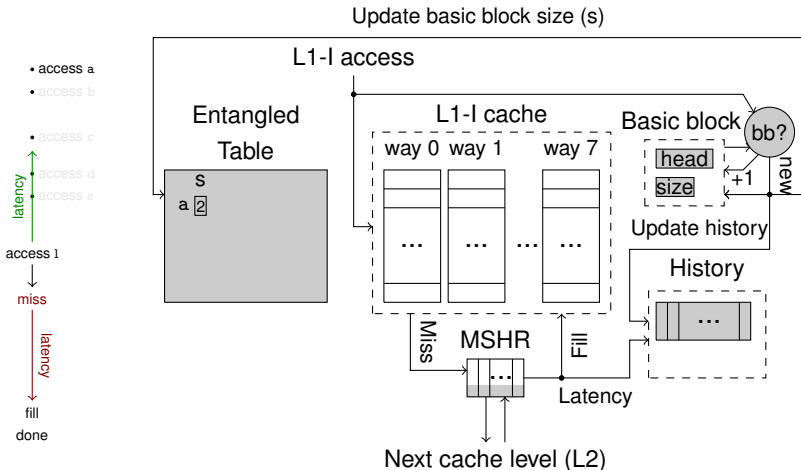 Update basic block size (s)
access a
access b
access c
latency
access d
access e
access l
miss
latency
fill
done
L1-I access
Entangled
Table
s
a 2
L1-I cache
way 0 way 1 way 7
... ... ... ...
Basic block
head
size
bb?
+1
new
Update history
History
...
Miss
MSHR
...
Fill
Latency
Next cache level (L2)